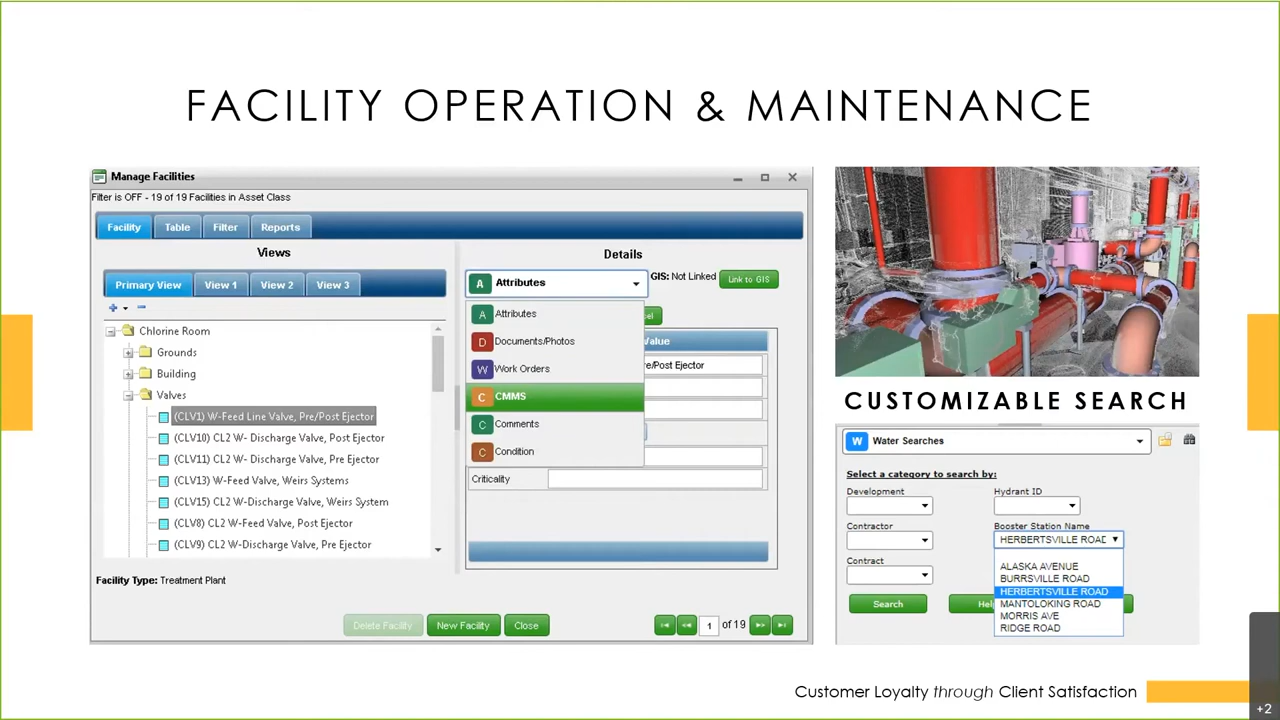 FACILITY OPERATION & MAINTENANCE
Manage Facilities
Filter is OFF - 19 of 19 Facilities in Asset Class
Facility Table Filter Reports
Views
Primary View View 1 View 2 View 3
Chlorine Room
Grounds
Building
Valves
(CLV1) W-Feed Line Valve, Pre/Post Ejector
(CLV10) CL2 W- Discharge Valve, Post Ejector
(CLV11) CL2 W- Discharge Valve, Pre Ejector
(CLV13) W-Feed Valve, Weirs Systems
(CLV15) CL2 W-Discharge Valve, Weirs System
(CLV8) CL2 W-Feed Valve, Post Ejector
(CLV9) CL2 W-Discharge Valve, Pre Ejector
Facility Type: Treatment Plant
Details
A Attributes
GIS: Not Linked Link to GIS
A Attributes
D Documents/Photos
W Work Orders
C CMMS
C Comments
C Condition
Value
re/Post Ejector
Criticality
Delete Facility New Facility Close
1 of 19
CUSTOMIZABLE SEARCH
W Water Searches
Select a category to search by:
Development
Hydrant ID
Contractor
Booster Station Name
HERBERTSVILLE ROAD
Contract
ALASKA AVENUE
BURRSVILLE ROAD
HERBERTSVILLE ROAD
MANTOLOKING ROAD
MORRIS AVE
RIDGE ROAD
Search
Customer Loyalty through Client Satisfaction
+2